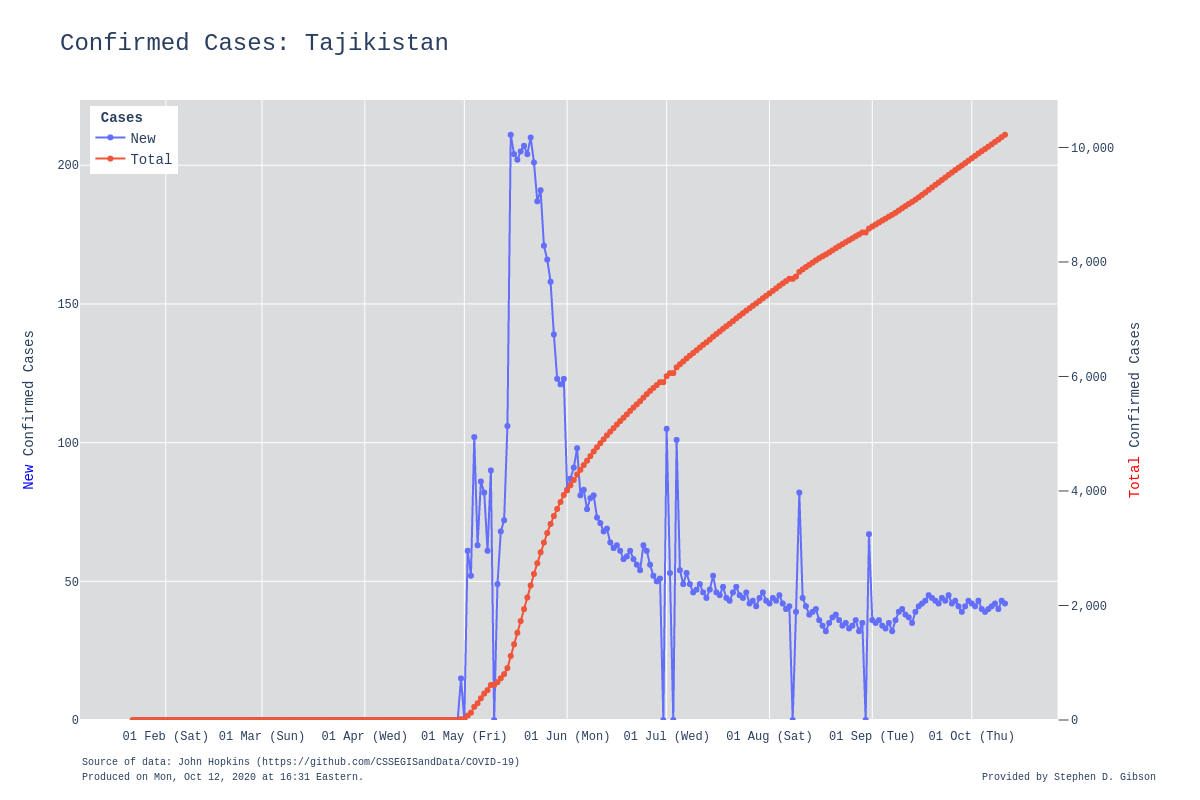 Confirmed Cases: Tajikistan
Cases
New
Total
200
150
100
50
0
10,000
8,000
6,000
4,000
2,000
0
New Confirmed Cases
Total Confirmed Cases
01 Feb (Sat) 01 Mar (Sun) 01 Apr (Wed) 01 May (Fri) 01 Jun (Mon) 01 Jul (Wed) 01 Aug (Sat) 01 Sep (Tue) 01 Oct (Thu)
Source of data: John Hopkins (https://github.com/CSSEGISandData/COVID-19)
Produced on Mon, Oct 12, 2020 at 16:31 Eastern.
Provided by Stephen D. Gibson